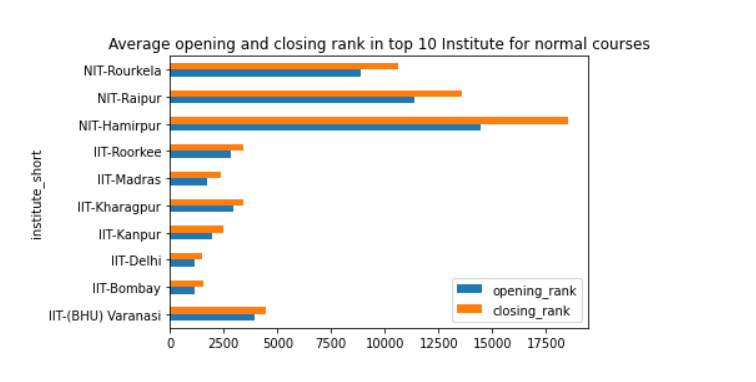 Average opening and closing rank in top 10 Institute for normal courses
institute_short
NIT-Rourkela
NIT-Raipur
NIT-Hamirpur
IIT-Roorkee
IIT-Madras
IIT-Kharagpur
IIT-Kanpur
IIT-Delhi
IIT-Bombay
IIT-(BHU) Varanasi
opening_rank
closing_rank
0 2500 5000 7500 10000 12500 15000 17500